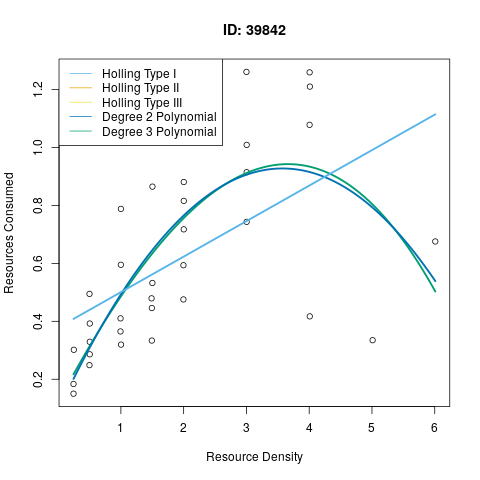 ID: 39842
Holling Type I
Holling Type II
Holling Type III
Degree 2 Polynomial
Degree 3 Polynomial
Resources Consumed
1.2
1.0
0.8
0.6
0.4
0.2
1 2 3 4 5 6
Resource Density